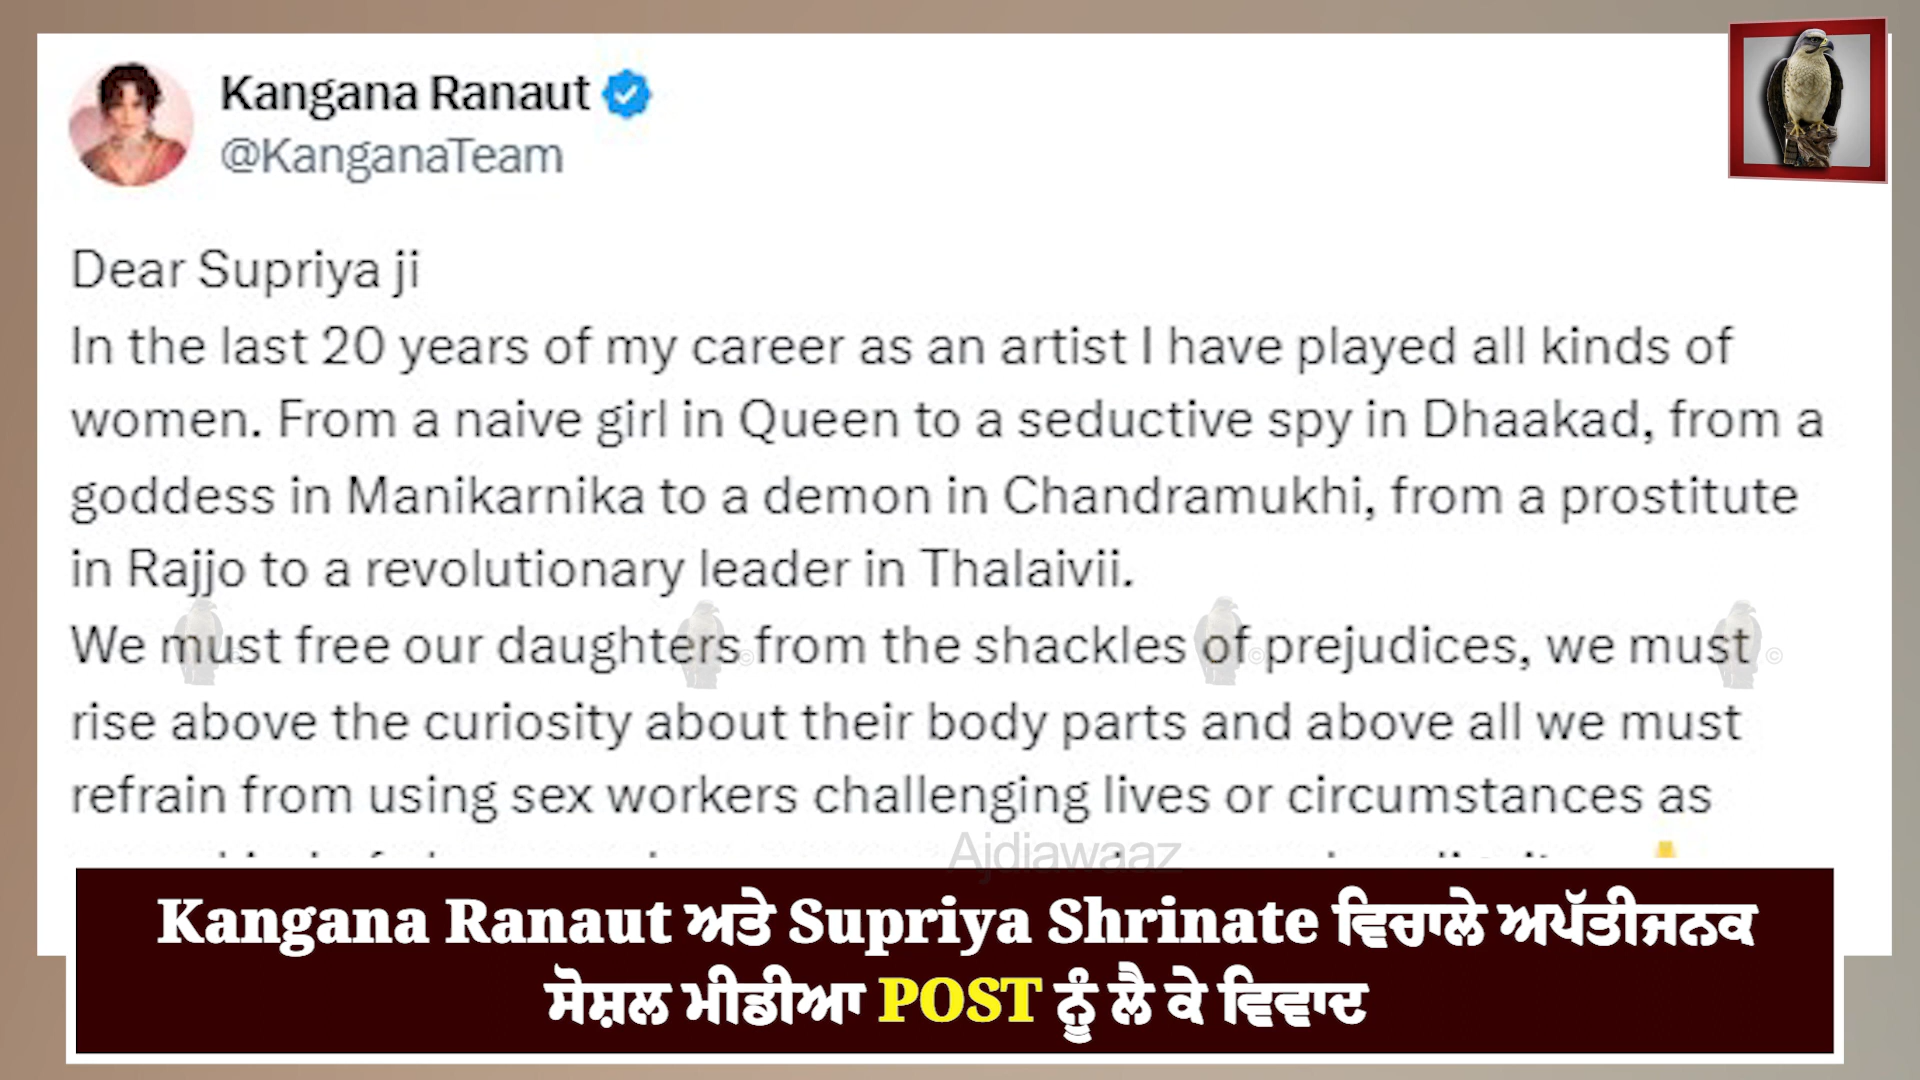 Kangana Ranaut
@KanganaTeam
Dear Supriya ji
In the last 20 years of my career as an artist I have played all kinds of
women. From a naive girl in Queen to a seductive spy in Dhaakad, from a
goddess in Manikarnika to a demon in Chandramukhi, from a prostitute
in Rajjo to a revolutionary leader in Thalaivii.
We must free our daughters from the shackles of prejudices, we must
rise above the curiosity about their body parts and above all we must
refrain from using sex workers challenging lives or circumstances as
Ajdiawaaz
Kangana Ranaut ਅਤੇ Supriya Shrinate ਵਿਚਾਲੇ ਅਪੱਤੀਜਨਕ
ਸੋਸ਼ਲ ਮੀਡੀਆ POST ਨੂੰ ਲੈ ਕੇ ਵਿਵਾਦ